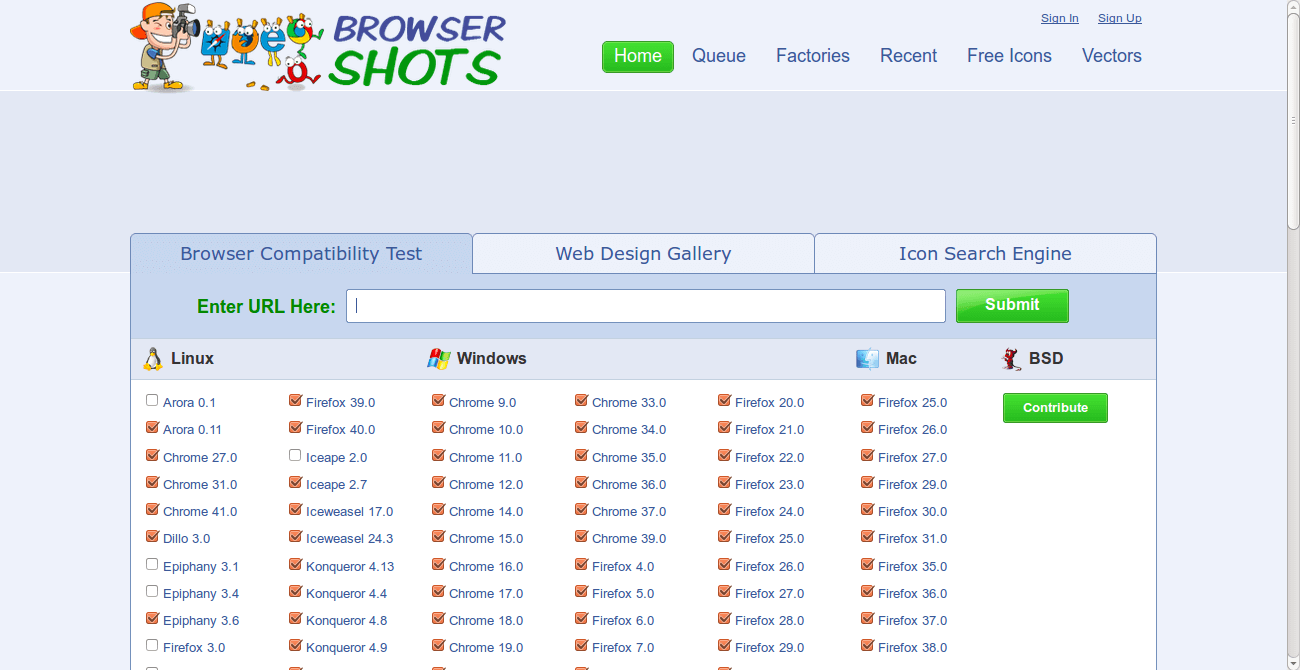 BROWSER
SHOTS
Sign In Sign Up
Home Queue Factories Recent Free Icons Vectors
Browser Compatibility Test Web Design Gallery Icon Search Engine
Enter URL Here: Submit
Linux Windows Mac BSD
Arora 0.1 Firefox 39.0 Chrome 9.0 Chrome 33.0 Firefox 20.0 Firefox 25.0 Contribute
Arora 0.11 Firefox 40.0 Chrome 10.0 Chrome 34.0 Firefox 21.0 Firefox 26.0
Chrome 27.0 Iceape 2.0 Chrome 11.0 Chrome 35.0 Firefox 22.0 Firefox 27.0
Chrome 31.0 Iceape 2.7 Chrome 12.0 Chrome 36.0 Firefox 23.0 Firefox 29.0
Chrome 41.0 Iceweasel 17.0 Chrome 14.0 Chrome 37.0 Firefox 24.0 Firefox 30.0
Dillo 3.0 Iceweasel 24.3 Chrome 15.0 Chrome 39.0 Firefox 25.0 Firefox 31.0
Epiphany 3.1 Konqueror 4.13 Chrome 16.0 Firefox 4.0 Firefox 26.0 Firefox 35.0
Epiphany 3.4 Konqueror 4.4 Chrome 17.0 Firefox 5.0 Firefox 27.0 Firefox 36.0
Epiphany 3.6 Konqueror 4.8 Chrome 18.0 Firefox 6.0 Firefox 28.0 Firefox 37.0
Firefox 3.0 Konqueror 4.9 Chrome 19.0 Firefox 7.0 Firefox 29.0 Firefox 38.0